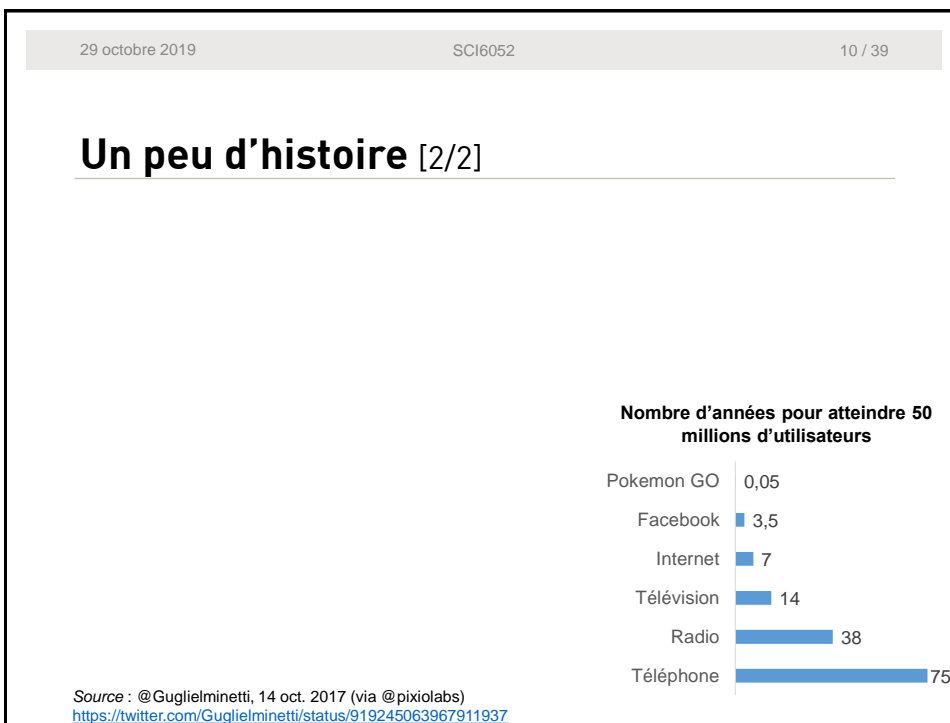 29 octobre 2019 SCI6052 10 / 39
Un peu d’histoire [2/2]
Nombre d’années pour atteindre 50
millions d’utilisateurs
Pokemon GO 0,05
Facebook 3,5
Internet 7
Télévision 14
Radio 38
Téléphone 75
Source : @Guglielminetti, 14 oct. 2017 (via @pixiolabs)
https://twitter.com/Guglielminetti/status/919245063967911937